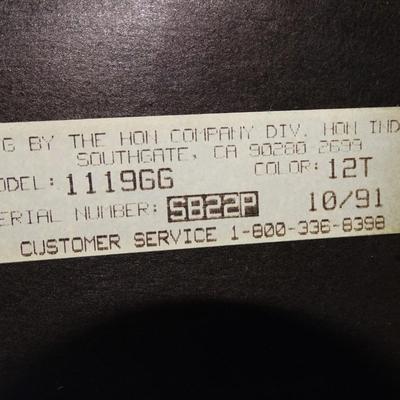 G BY THE HON COMPANY DIV. HON IND
SOUTHGATE, CA 90280-2699
ODEL: 1119GG COLOR: 12T
ERIAL NUMBER: SB22P 10/91
CUSTOMER SERVICE 1-800-336-8398